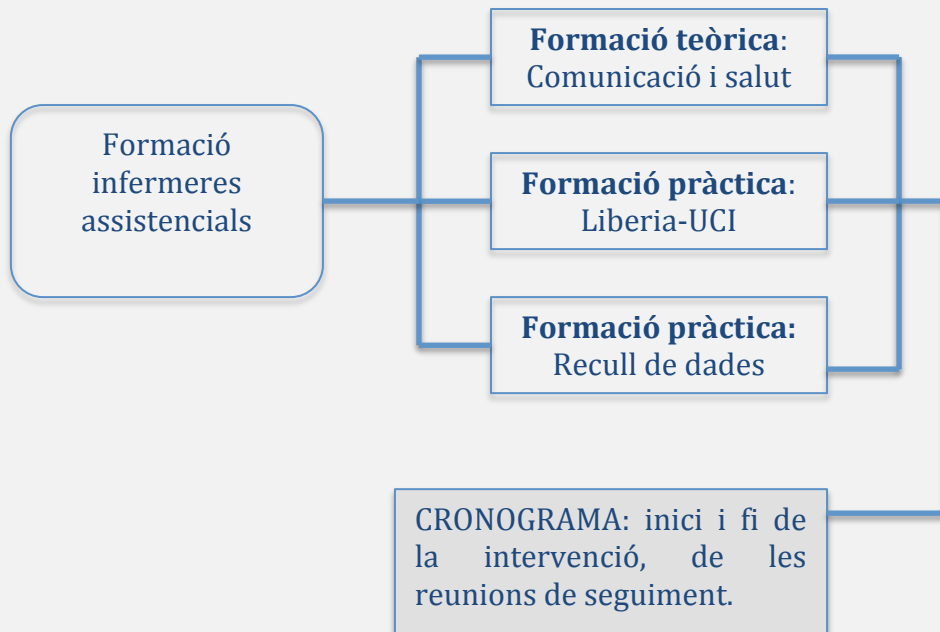 Formació
infermeres
assistencials
Formació teòrica:
Comunicació i salut
Formació pràctica:
Liberia-UCI
Formació pràctica:
Recull de dades
CRONOGRAMA: inici i fi de
la intervenció, de les
reunions de seguiment.